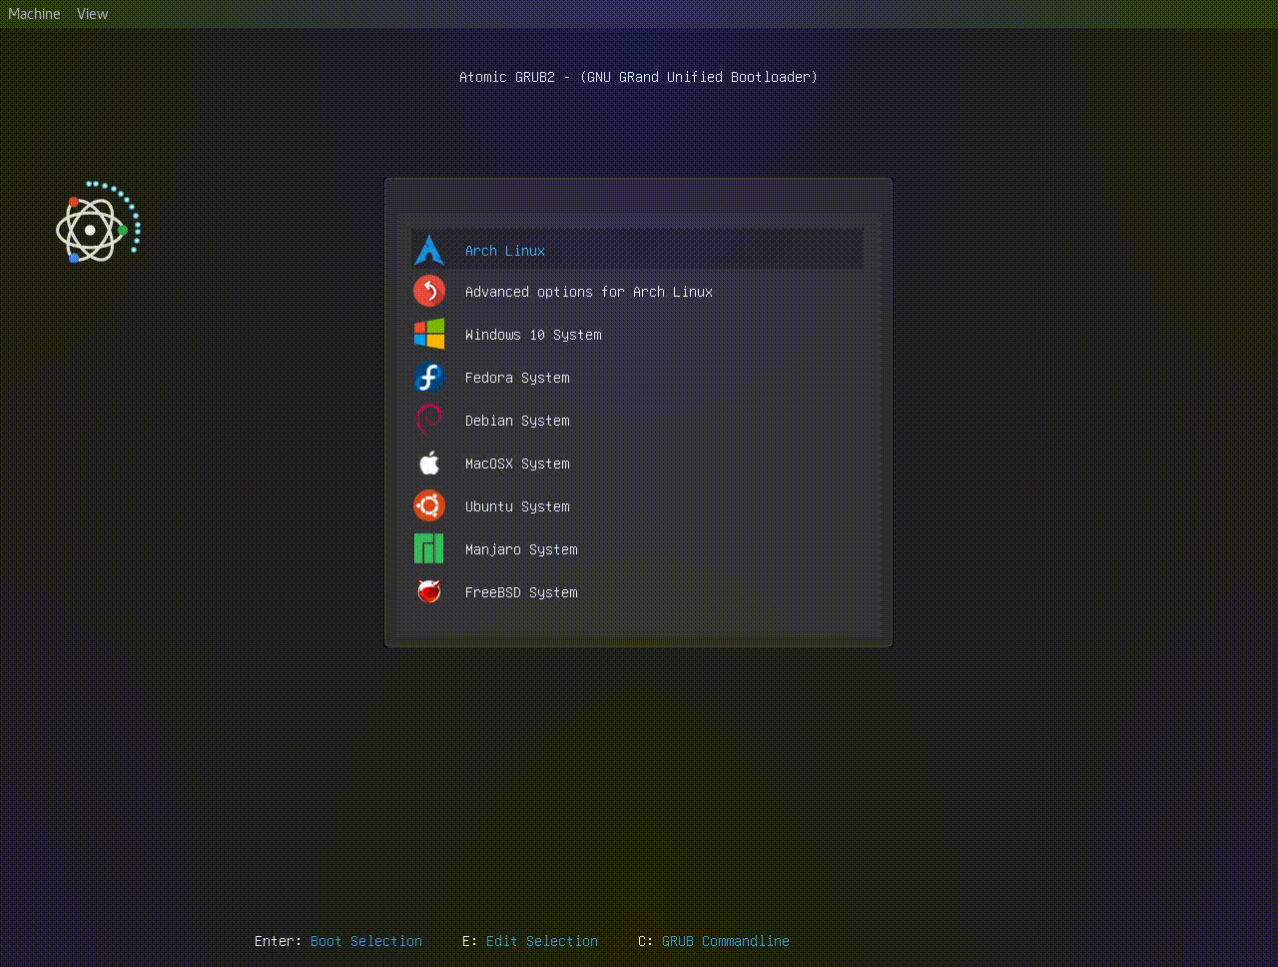 Machine View
Atomic GRUB2 - (GNU GRand Unified Bootloader)
Arch Linux
Advanced options for Arch Linux
Windows 10 System
Fedora System
Debian System
MacOSX System
Ubuntu System
Manjaro System
FreeBSD System
Enter: Boot Selection E: Edit Selection C: GRUB Commandline